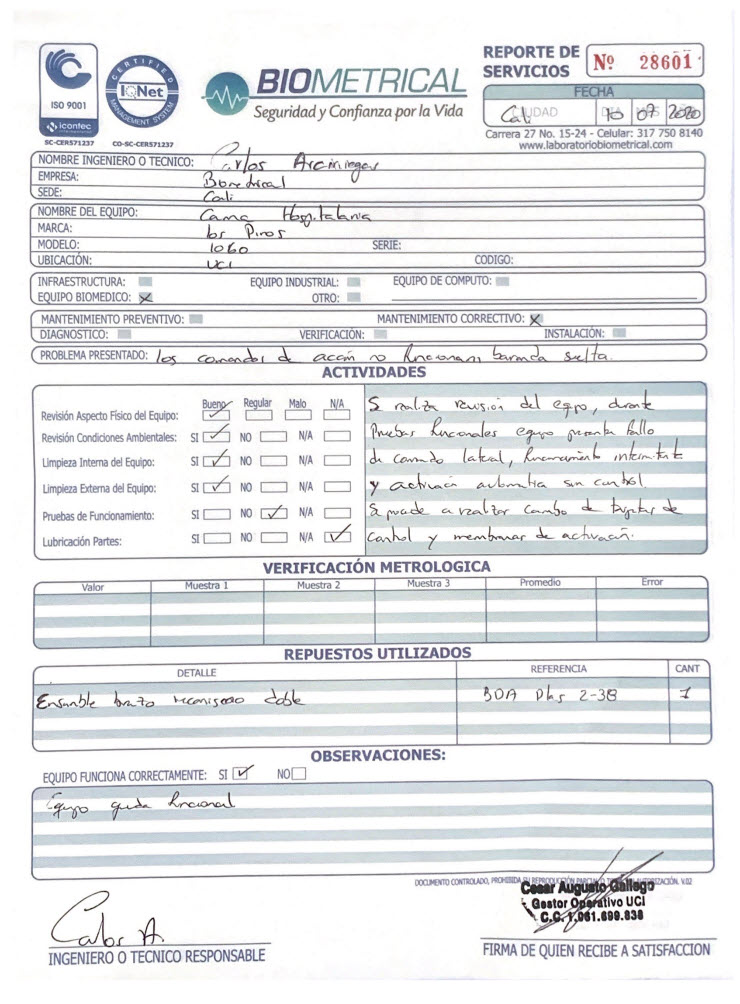 ISO 9001
icontec
SC-CER571237
CERTIFIED
IQNet
MANAGEMENT SYSTEM
CO-SC-CER571237
BIOMETRICAL
Seguridad y Confianza por la Vida
REPORTE DE SERVICIOS Nº 28601
FECHA
CIUDAD Cali 10 07 2020
Carrera 27 No. 15-24 - Celular: 317 750 8140
www.laboratoriobiometrical.com
NOMBRE INGENIERO O TECNICO: Carlos Arciniegas
EMPRESA: Biometrical
SEDE: Cali
NOMBRE DEL EQUIPO: Cama Hospitalaria
MARCA: los Pinos
MODELO: 1060 SERIE:
UBICACIÓN: UCI CODIGO:
INFRAESTRUCTURA: EQUIPO INDUSTRIAL: EQUIPO DE COMPUTO:
EQUIPO BIOMEDICO: X OTRO:
MANTENIMIENTO PREVENTIVO: MANTENIMIENTO CORRECTIVO: X
DIAGNOSTICO: VERIFICACIÓN: INSTALACIÓN:
PROBLEMA PRESENTADO: los comandos de acción no funcionan, baranda suelta.
ACTIVIDADES
Bueno Regular Malo N/A
Revisión Aspecto Físico del Equipo: ✓
Revisión Condiciones Ambientales: SI ✓ NO N/A
Limpieza Interna del Equipo: SI ✓ NO N/A
Limpieza Externa del Equipo: SI ✓ NO N/A
Pruebas de Funcionamiento: SI NO ✓ N/A
Lubricación Partes: SI NO N/A ✓
Se realiza revisión del equipo, durante
Pruebas funcionales equipo presenta fallo
de comando lateral, funcionamiento intermitente
y activación automatica sin control.
Se procede a realizar cambio de tarjetas de
control y membranas de activación.
VERIFICACIÓN METROLOGICA
Valor Muestra 1 Muestra 2 Muestra 3 Promedio Error
REPUESTOS UTILIZADOS
DETALLE REFERENCIA CANT
Ensamble brazo mecanismo doble BOA Plus 2-38 1
OBSERVACIONES:
EQUIPO FUNCIONA CORRECTAMENTE: SI ✓ NO
Equipo queda funcional
DOCUMENTO CONTROLADO, PROHIBIDA SU REPRODUCCIÓN PARCIAL O TOTAL SIN AUTORIZACIÓN. V.02
Cesar Augusto Gallego
Gestor Operativo UCI
C.C. 1.061.699.838
Carlos A.
INGENIERO O TECNICO RESPONSABLE
FIRMA DE QUIEN RECIBE A SATISFACCION